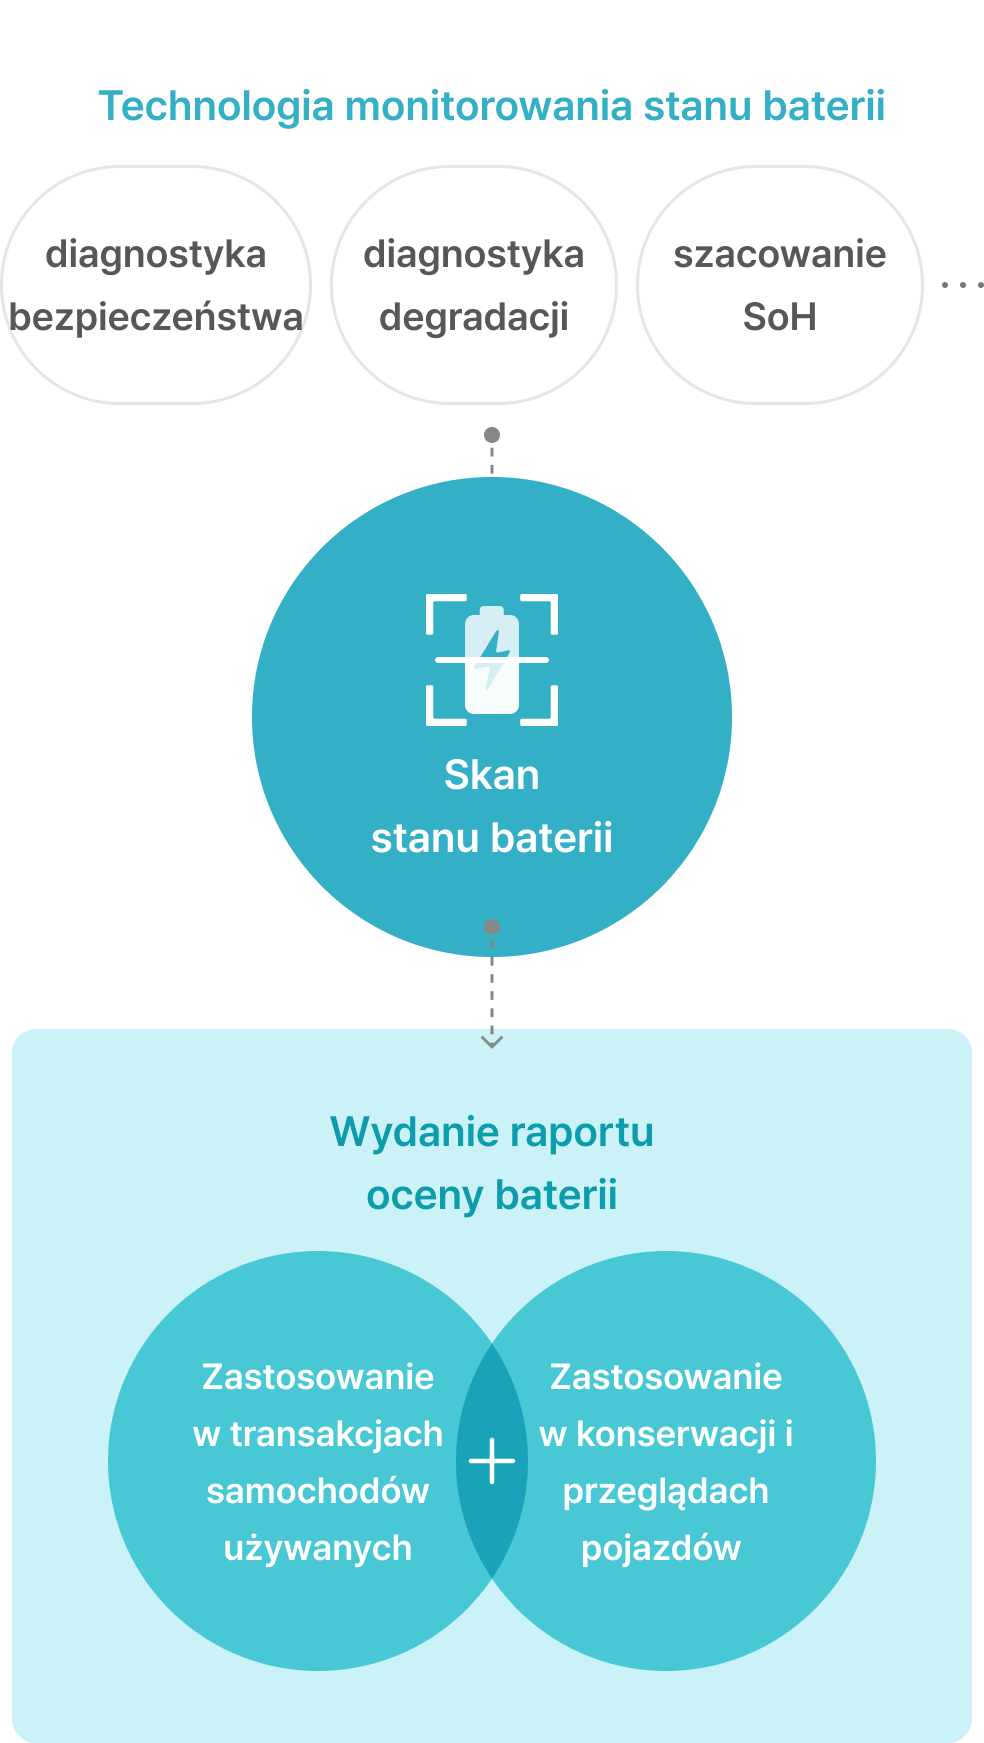 Technologia monitorowania stanu baterii
diagnostyka
bezpieczeństwa
diagnostyka
degradacji
szacowanie
SoH
...
Skan
stanu baterii
Wydanie raportu
oceny baterii
Zastosowanie
w transakcjach
samochodów
używanych
+
Zastosowanie
w konserwacji i
przeglądach
pojazdów